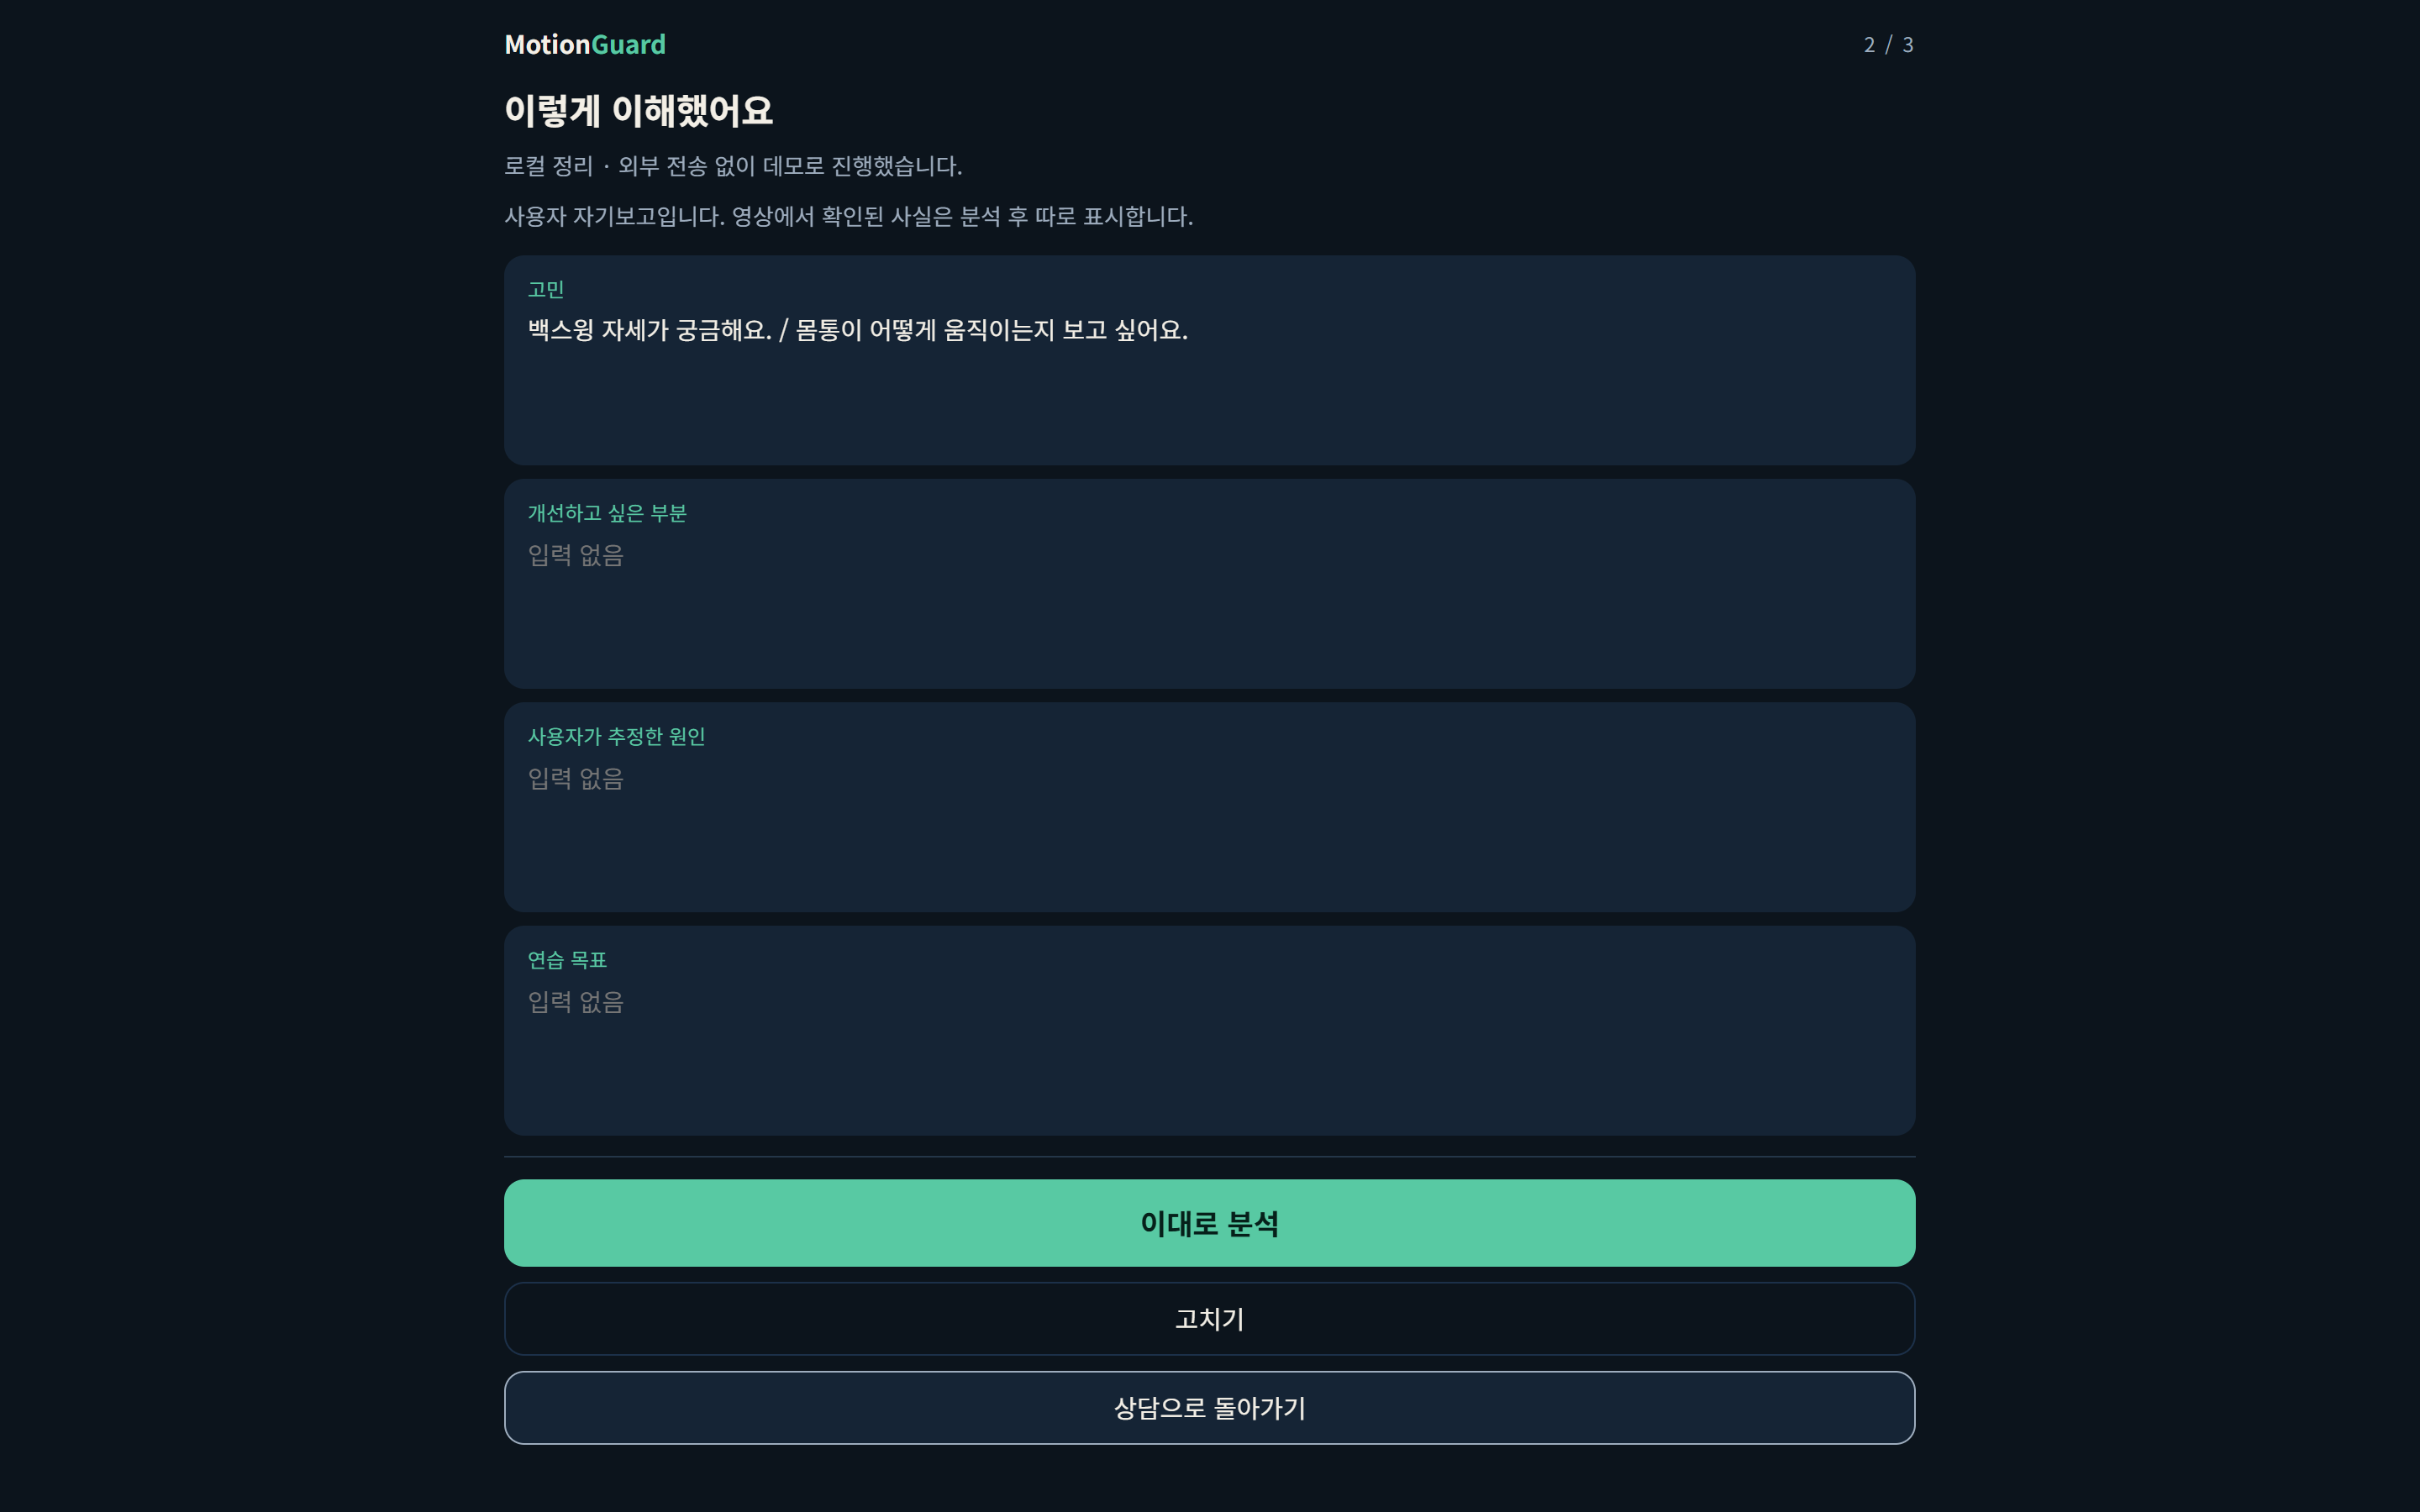 MotionGuard
2 / 3
이렇게 이해했어요
로컬 정리 · 외부 전송 없이 데모로 진행했습니다.
사용자 자기보고입니다. 영상에서 확인된 사실은 분석 후 따로 표시합니다.
고민
백스윙 자세가 궁금해요. / 몸통이 어떻게 움직이는지 보고 싶어요.
개선하고 싶은 부분
입력 없음
사용자가 추정한 원인
입력 없음
연습 목표
입력 없음
이대로 분석
고치기
상담으로 돌아가기